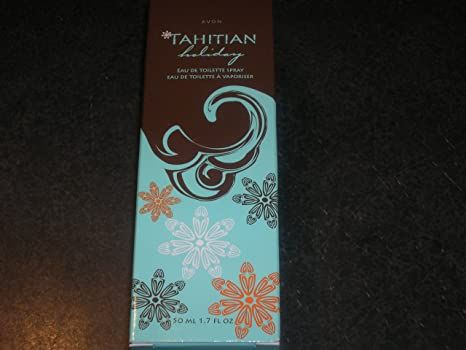 AVON
TAHITIAN
holiday
EAU DE TOILETTE SPRAY
EAU DE TOILETTE À VAPORISER
50 ML 1.7 FL OZ